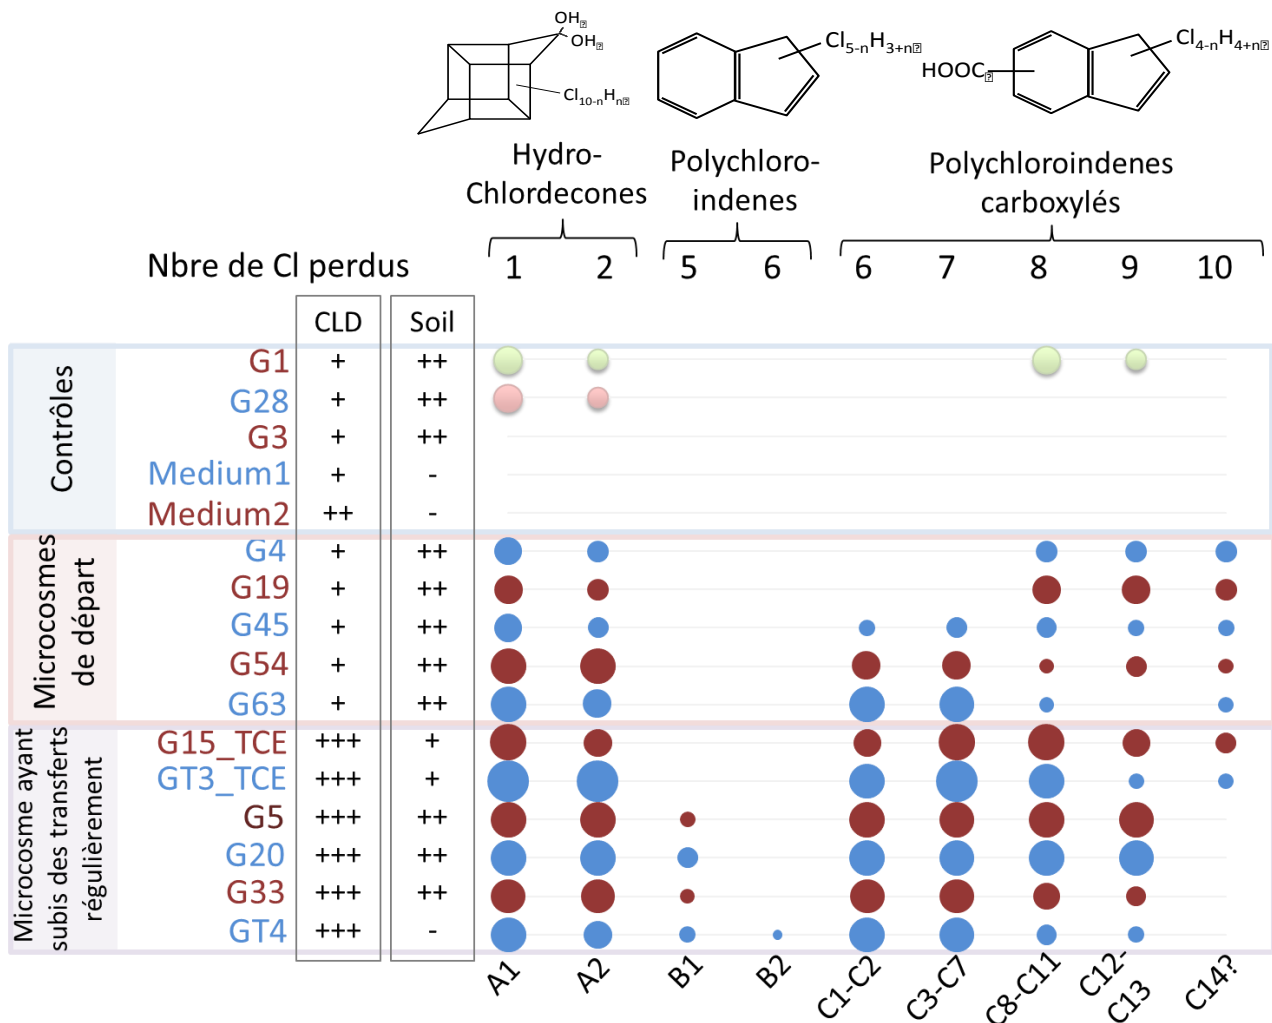 OH
OH
Cl10-nHn
Cl5-nH3+n
HOOC
Cl4-nH4+n
Hydro-
Chlordecones
Polychloro-
indenes
Polychloroindenes
carboxylés
Nbre de Cl perdus 1 2 5 6 6 7 8 9 10
CLD Soil
Contrôles
G1 + ++
G28 + ++
G3 + ++
Medium1 + -
Medium2 ++ -
Microcosmes
de départ
G4 + ++
G19 + ++
G45 + ++
G54 + ++
G63 + ++
Microcosme ayant
subis des transferts
régulièrement
G15_TCE +++ +
GT3_TCE +++ +
G5 +++ ++
G20 +++ ++
G33 +++ ++
GT4 +++ -
A1 A2 B1 B2 C1-C2 C3-C7 C8-C11 C12-
C13 C14?